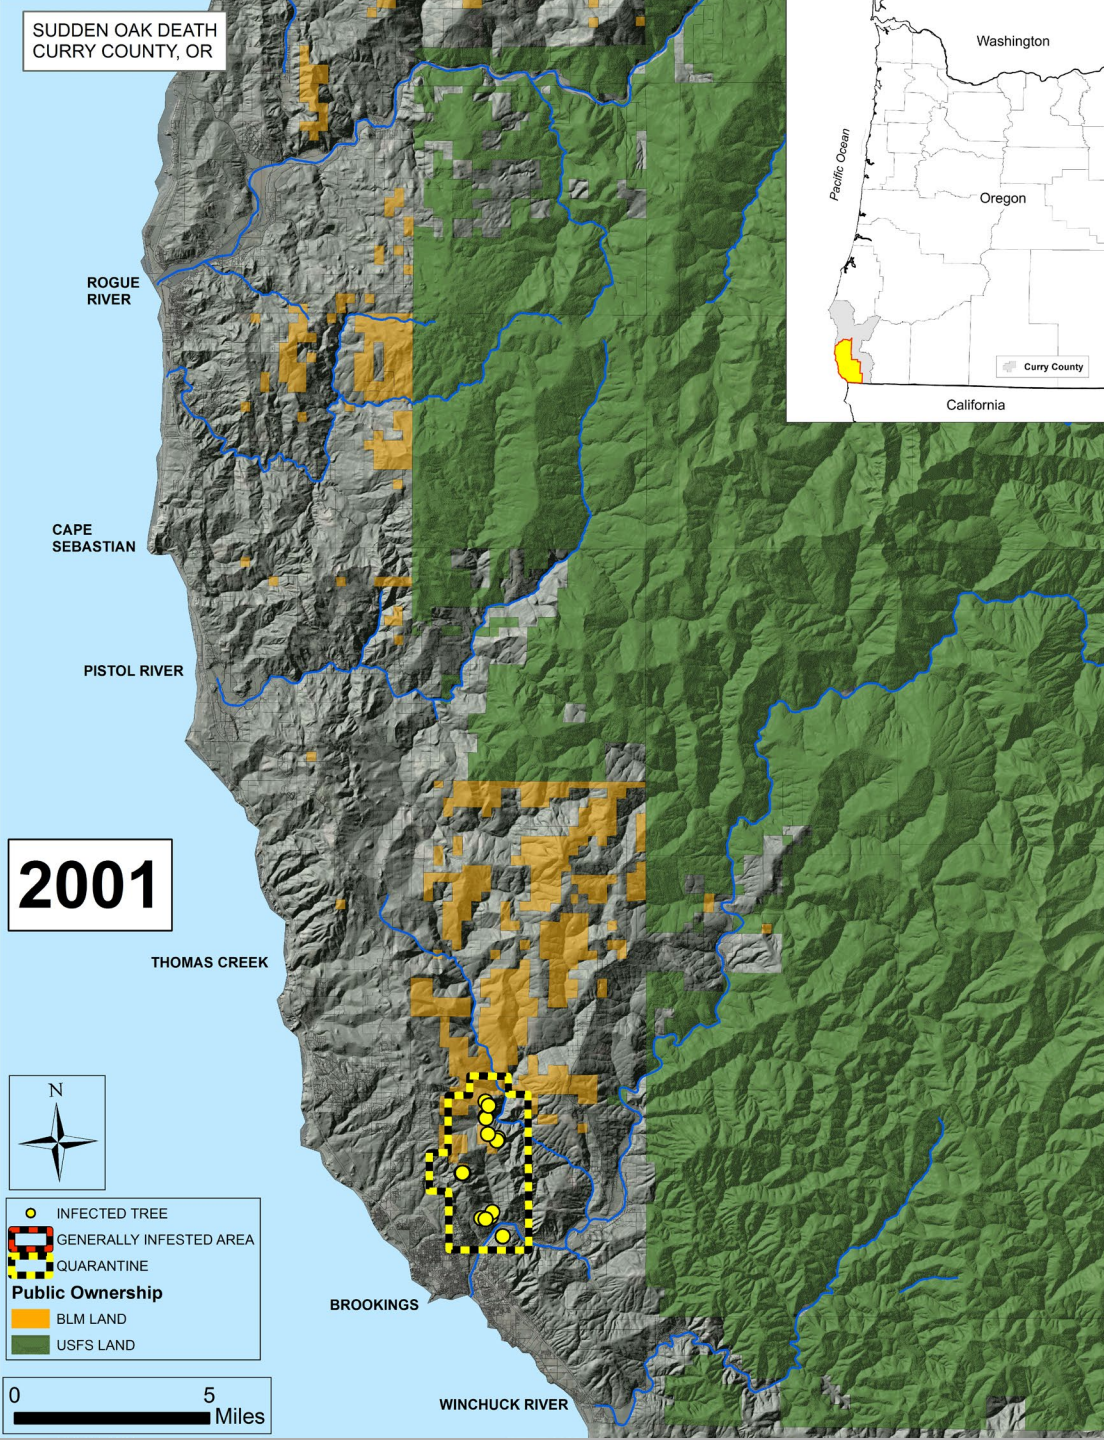 SUDDEN OAK DEATH
CURRY COUNTY, OR
Washington
Pacific Ocean
Oregon
Curry County
California
ROGUE
RIVER
CAPE
SEBASTIAN
PISTOL RIVER
2001
THOMAS CREEK
N
INFECTED TREE
GENERALLY INFESTED AREA
QUARANTINE
Public Ownership
BLM LAND
USFS LAND
BROOKINGS
0 5
Miles
WINCHUCK RIVER